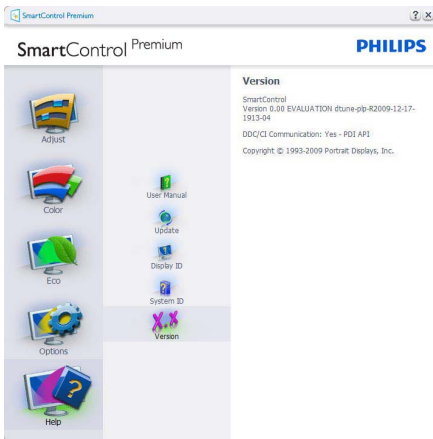 SmartControl Premium
? X
SmartControl Premium
PHILIPS
Adjust
Color
Eco
Options
Help
User Manual
Update
Display ID
System ID
X.X
Version
Version
SmartControl
Version 0.00 EVALUATION dtune-plp-R2009-12-17-
1913-04
DDC/CI Communication: Yes - PDI API
Copyright © 1993-2009 Portrait Displays, Inc.